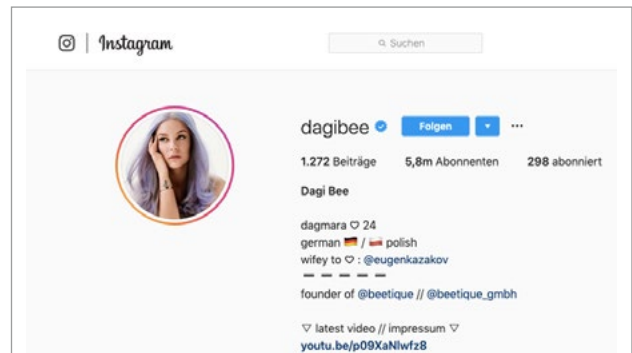 Instagram
Suchen
dagibee Folgen
1.272 Beiträge 5,8m Abonnenten 298 abonniert
Dagi Bee
dagmara ♡ 24
german 🇩🇪 / 🇵🇱 polish
wifey to ♡ : @eugenkazakov
➖ ➖ ➖ ➖ ➖
founder of @beetique // @beetique_gmbh
▽ latest video // impressum ▽
youtu.be/p09XaNlwfz8